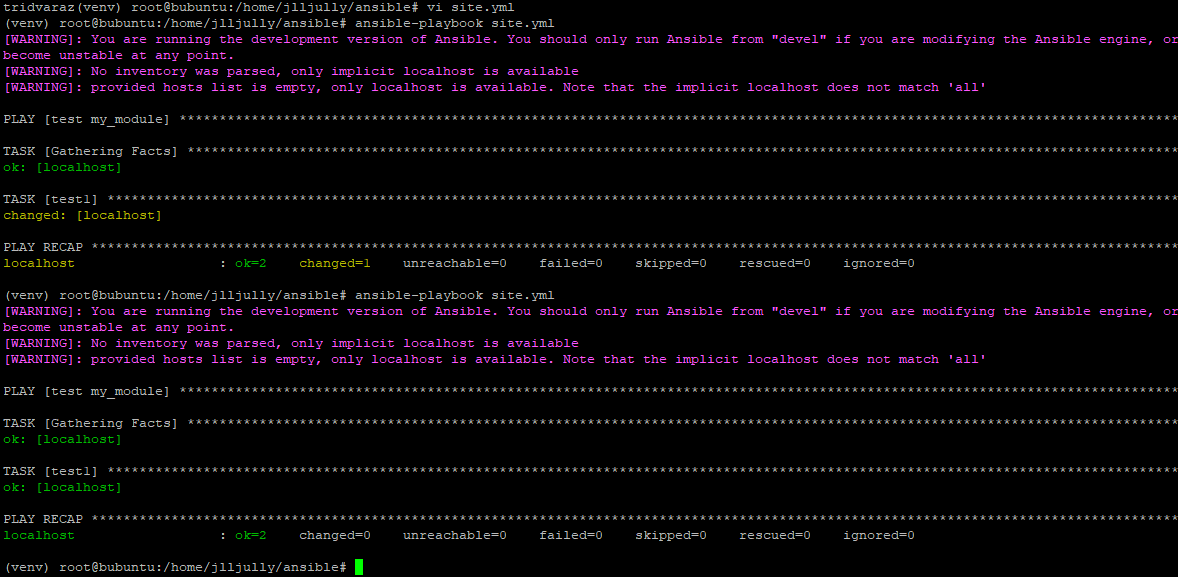 tridvaraz(venv) root@bubuntu:/home/jlljully/ansible# vi site.yml
(venv) root@bubuntu:/home/jlljully/ansible# ansible-playbook site.yml
[WARNING]: You are running the development version of Ansible. You should only run Ansible from "devel" if you are modifying the Ansible engine, or
become unstable at any point.
[WARNING]: No inventory was parsed, only implicit localhost is available
[WARNING]: provided hosts list is empty, only localhost is available. Note that the implicit localhost does not match 'all'
PLAY [test my_module] *****************************************************************************************************************************
TASK [Gathering Facts] ****************************************************************************************************************************
ok: [localhost]
TASK [test1] **************************************************************************************************************************************
changed: [localhost]
PLAY RECAP ****************************************************************************************************************************************
localhost                  : ok=2    changed=1    unreachable=0    failed=0    skipped=0    rescued=0    ignored=0
(venv) root@bubuntu:/home/jlljully/ansible# ansible-playbook site.yml
[WARNING]: You are running the development version of Ansible. You should only run Ansible from "devel" if you are modifying the Ansible engine, or
become unstable at any point.
[WARNING]: No inventory was parsed, only implicit localhost is available
[WARNING]: provided hosts list is empty, only localhost is available. Note that the implicit localhost does not match 'all'
PLAY [test my_module] *****************************************************************************************************************************
TASK [Gathering Facts] ****************************************************************************************************************************
ok: [localhost]
TASK [test1] **************************************************************************************************************************************
ok: [localhost]
PLAY RECAP ****************************************************************************************************************************************
localhost                  : ok=2    changed=0    unreachable=0    failed=0    skipped=0    rescued=0    ignored=0
(venv) root@bubuntu:/home/jlljully/ansible#